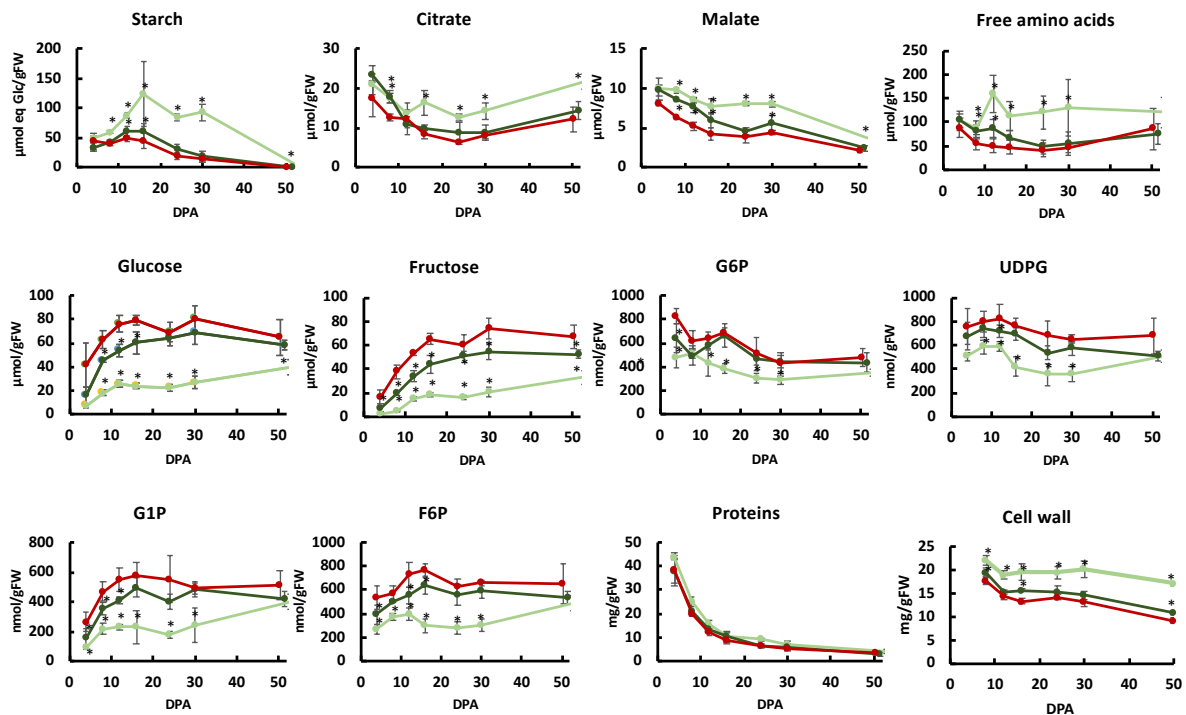 Starch
µmol eq Glc/gFW
200
150
100
50
0
0 10 20 30 40 50
DPA
Citrate
µmol/gFW
30
20
10
0
0 10 20 30 40 50
DPA
Malate
µmol/gFW
15
10
5
0
0 10 20 30 40 50
DPA
Free amino acids
µmol/gFW
250
200
150
100
50
0
0 10 20 30 40 50
DPA
Glucose
µmol/gFW
100
80
60
40
20
0
0 10 20 30 40 50
DPA
Fructose
µmol/gFW
100
80
60
40
20
0
0 10 20 30 40 50
DPA
G6P
nmol/gFW
1000
800
600
400
200
0
0 10 20 30 40 50
DPA
UDPG
nmol/gFW
1000
800
600
400
200
0
0 10 20 30 40 50
DPA
G1P
nmol/gFW
800
600
400
200
0
0 10 20 30 40 50
DPA
F6P
nmol/gFW
1000
800
600
400
200
0
0 10 20 30 40 50
DPA
Proteins
mg/gFW
50
40
30
20
10
0
0 10 20 30 40 50
DPA
Cell wall
mg/gFW
25
20
15
10
5
0
0 10 20 30 40 50
DPA